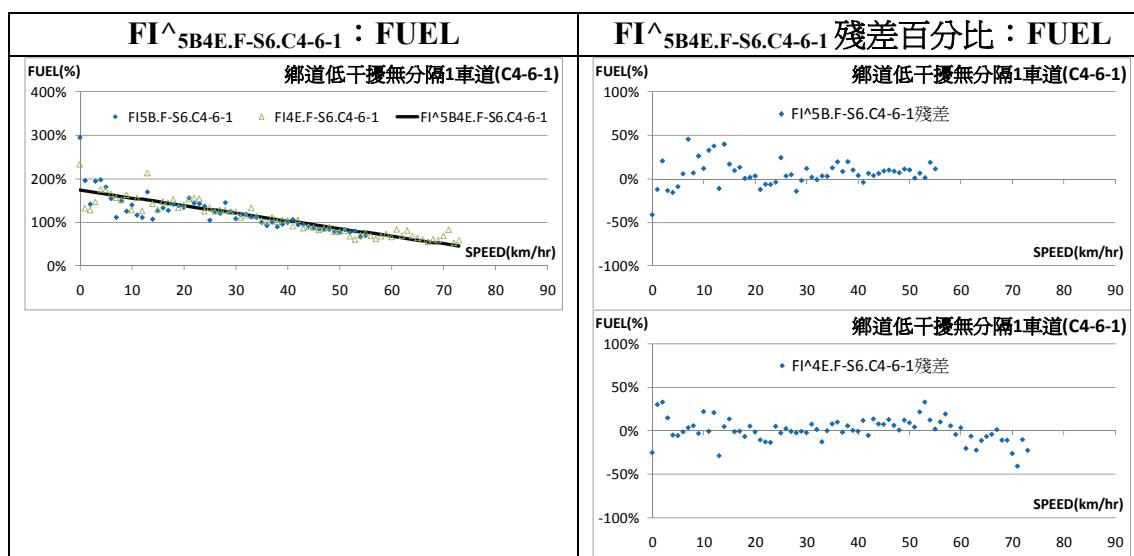 FI^5B4E.F-S6.C4-6-1：FUEL
FI^5B4E.F-S6.C4-6-1 殘差百分比：FUEL
FUEL(%)
鄉道低干擾無分隔1車道(C4-6-1)
400%
300%
200%
100%
0%
FI5B.F-S6.C4-6-1
FI4E.F-S6.C4-6-1
FI^5B4E.F-S6.C4-6-1
SPEED(km/hr)
0 10 20 30 40 50 60 70 80 90
FUEL(%)
鄉道低干擾無分隔1車道(C4-6-1)
100%
50%
0%
-50%
-100%
FI^5B.F-S6.C4-6-1殘差
SPEED(km/hr)
0 10 20 30 40 50 60 70 80 90
FUEL(%)
鄉道低干擾無分隔1車道(C4-6-1)
100%
50%
0%
-50%
-100%
FI^4E.F-S6.C4-6-1殘差
SPEED(km/hr)
0 10 20 30 40 50 60 70 80 90